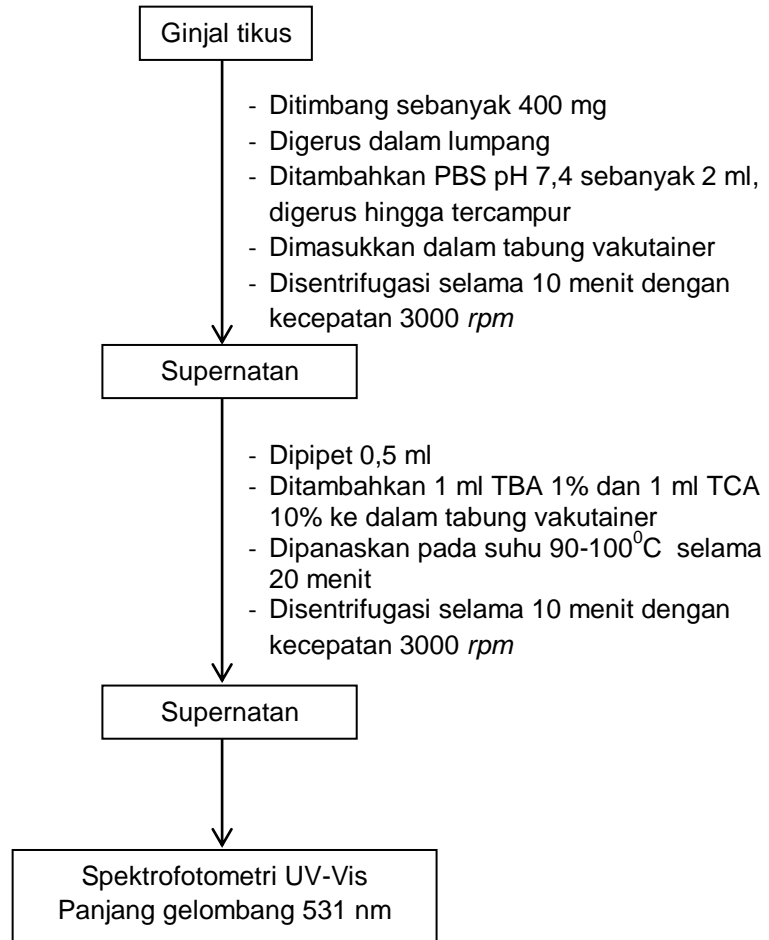 Ginjal tikus
- Ditimbang sebanyak 400 mg
- Digerus dalam lumpang
- Ditambahkan PBS pH 7,4 sebanyak 2 ml,
digerus hingga tercampur
- Dimasukkan dalam tabung vakutainer
- Disentrifugasi selama 10 menit dengan
kecepatan 3000 rpm
Supernatan
- Dipipet 0,5 ml
- Ditambahkan 1 ml TBA 1% dan 1 ml TCA
10% ke dalam tabung vakutainer
- Dipanaskan pada suhu 90-100⁰C selama
20 menit
- Disentrifugasi selama 10 menit dengan
kecepatan 3000 rpm
Supernatan
Spektrofotometri UV-Vis
Panjang gelombang 531 nm